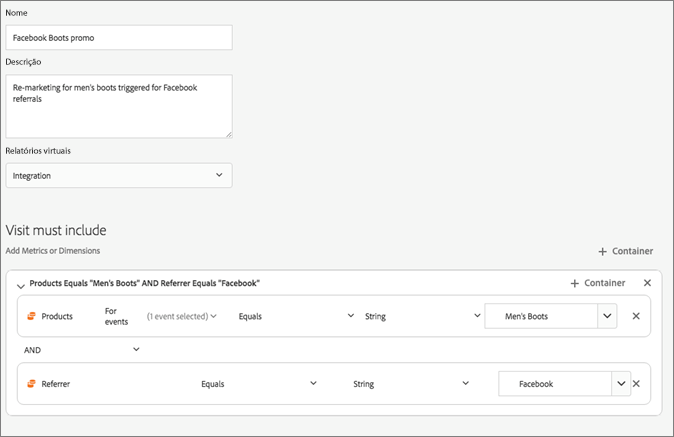 Nome
Facebook Boots promo
Descrição
Re-marketing for men's boots triggered for Facebook
referrals
Relatórios virtuais
Integration
Visit must include
Add Metrics or Dimensions
+ Container
Products Equals "Men's Boots" AND Referrer Equals "Facebook"
+ Container
Products For events (1 event selected) Equals String Men's Boots
AND
Referrer Equals String Facebook